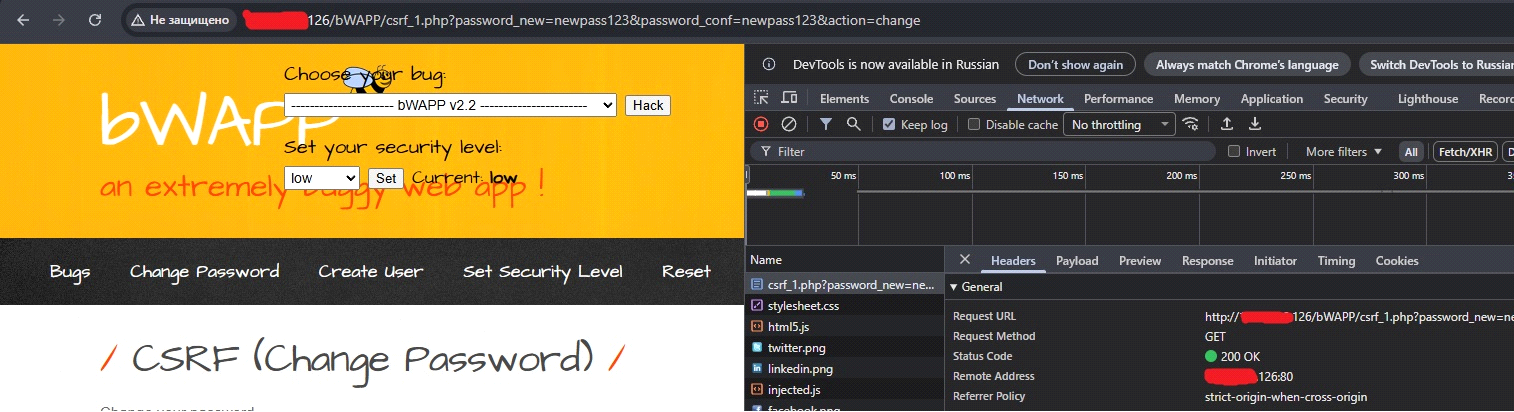 Не защищено 126/bWAPP/csrf_1.php?password_new=newpass123&password_conf=newpass123&action=change
Choose your bug:
----------------------- bWAPP v2.2 ------------------------ Hack
bWAPP
Set your security level:
low Set Current: low
an extremely buggy web app !
Bugs Change Password Create User Set Security Level Reset
/ CSRF (Change Password) /
Change your password
DevTools is now available in Russian Don't show again Always match Chrome's language Switch DevTools to Russian
Elements Console Sources Network Performance Memory Application Security Lighthouse Recor
Keep log Disable cache No throttling
Filter Invert More filters All Fetch/XHR
50 ms 100 ms 150 ms 200 ms 250 ms 300 ms
Name
csrf_1.php?password_new=ne...
stylesheet.css
html5.js
twitter.png
linkedin.png
injected.js
facebook.png
Headers Payload Preview Response Initiator Timing Cookies
General
Request URL http:// 126/bWAPP/csrf_1.php?password_new=ne
Request Method GET
Status Code 200 OK
Remote Address .126:80
Referrer Policy strict-origin-when-cross-origin